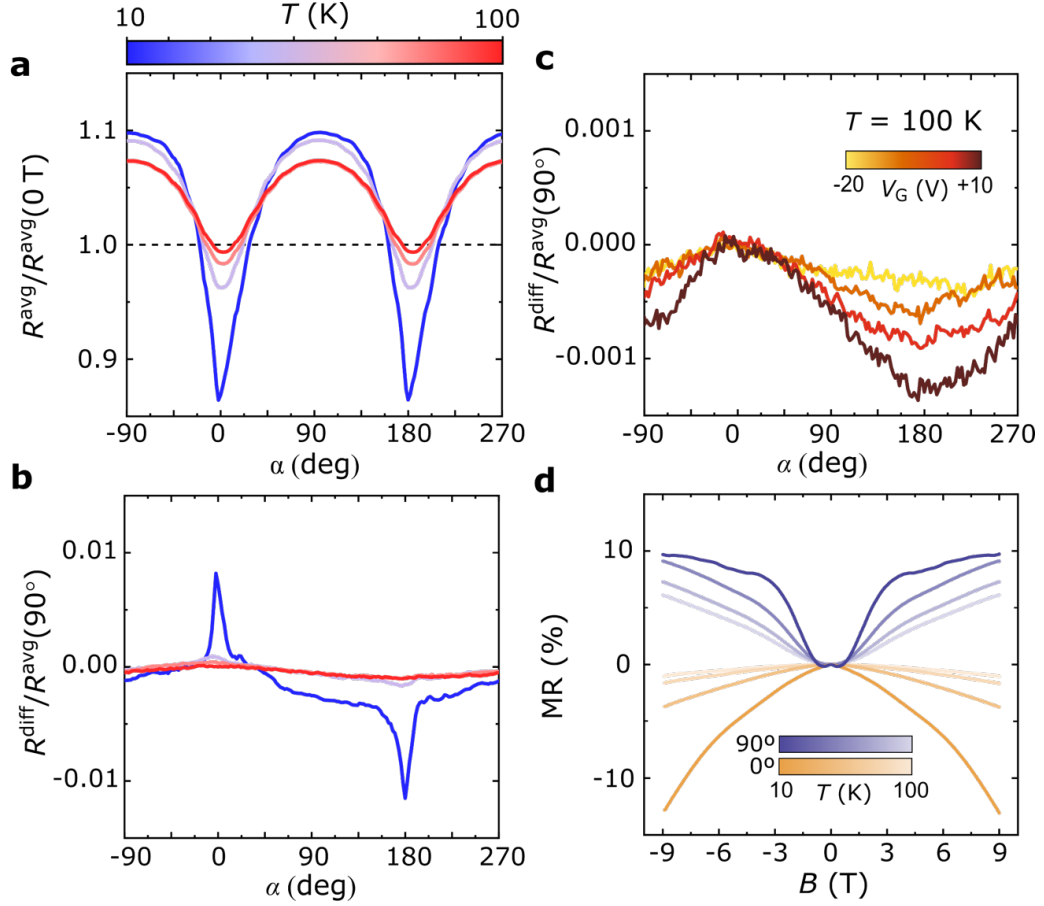 10 T (K) 100
a
R^avg/R^avg(0 T)
1.1
1.0
0.9
-90 0 90 180 270
α (deg)
c
R^diff/R^avg(90°)
0.001
0.000
-0.001
T = 100 K
-20 V_G (V) +10
-90 0 90 180 270
α (deg)
b
R^diff/R^avg(90°)
0.01
0.00
-0.01
-90 0 90 180 270
α (deg)
d
MR (%)
10
0
-10
90º
0º
10 T (K) 100
-9 -6 -3 0 3 6 9
B (T)